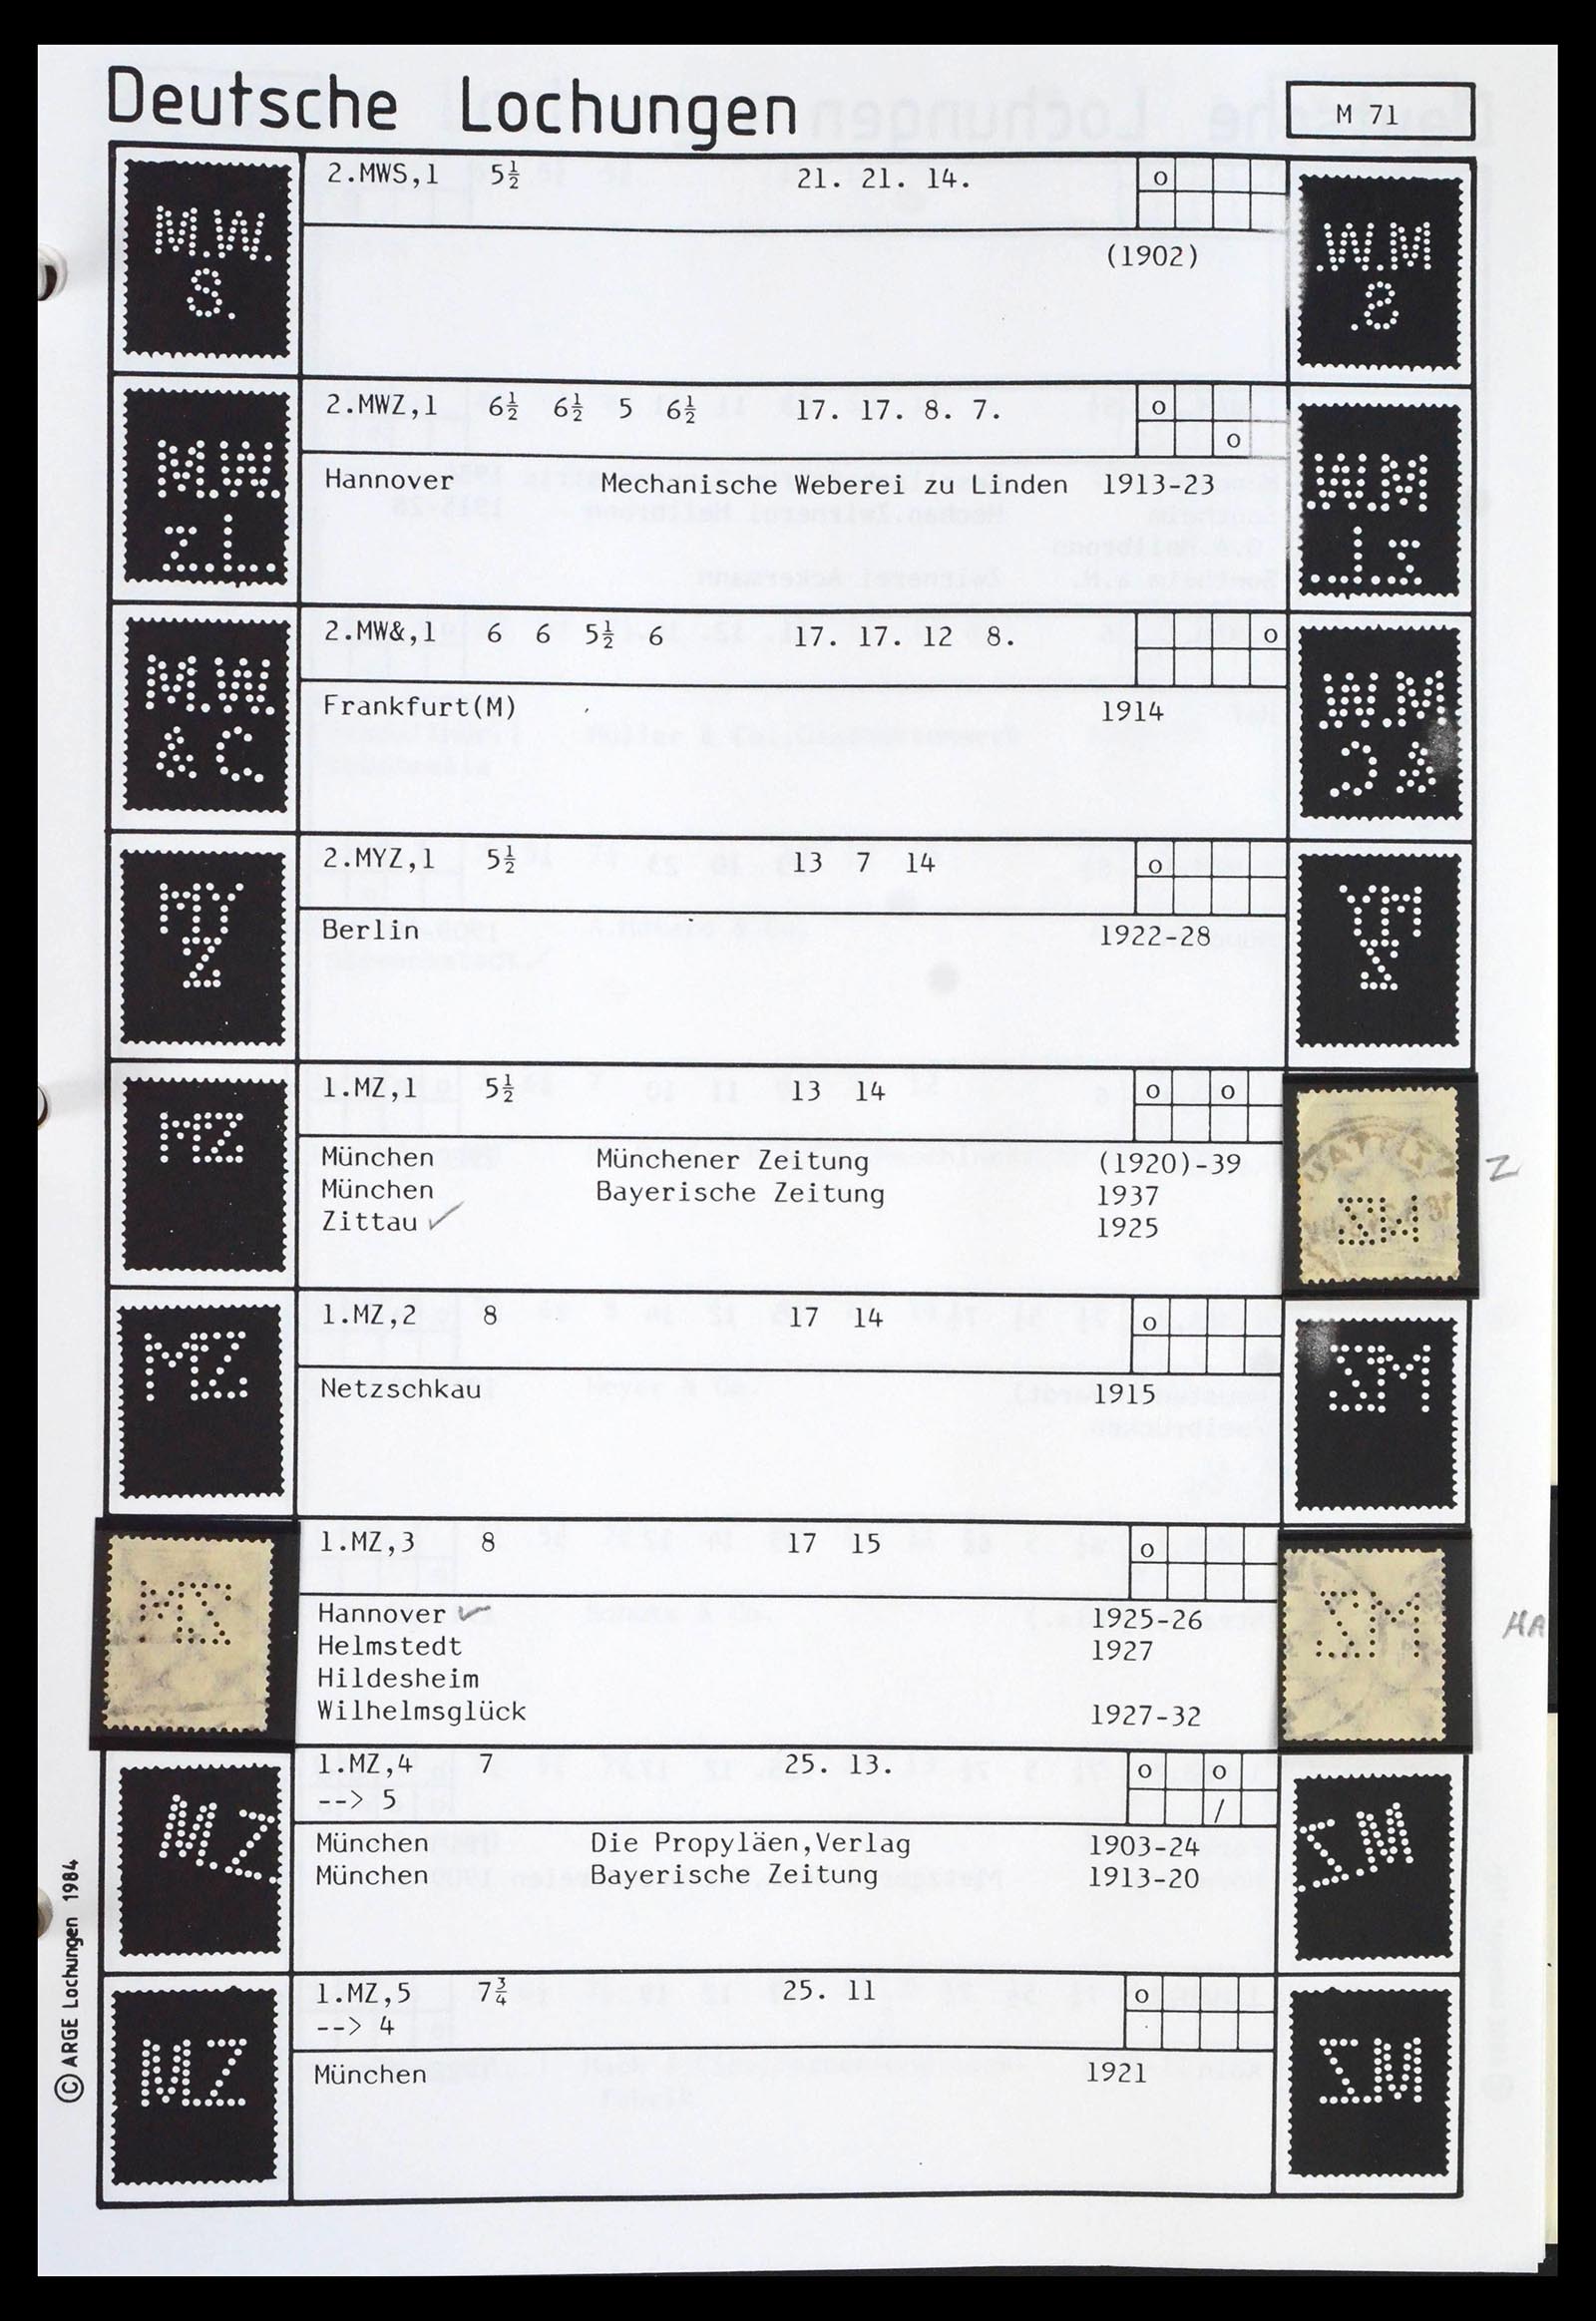 Deutsche Lochungen
M 71
M.W.
S.
2.MWS,1 5½ 21. 21. 14. o
(1902)
M.W.
z.L.
2.MWZ,1 6½ 6½ 5 6½ 17. 17. 8. 7. o
o
Hannover Mechanische Weberei zu Linden 1913-23
M.W.
& C.
2.MW&,1 6 6 5½ 6 17. 17. 12 8. o
Frankfurt(M) 1914
MY
Z
2.MYZ,1 5½ 13 7 14 o
Berlin 1922-28
MZ
1.MZ,1 5½ 13 14 o o
München Münchener Zeitung (1920)-39
München Bayerische Zeitung 1937
Zittau ✓ 1925
Z
MZ
1.MZ,2 8 17 14 o
Netzschkau 1915
1.MZ,3 8 17 15 o
Hannover ✓ 1925-26
Helmstedt 1927
Hildesheim
Wilhelmsglück 1927-32
HA
M.Z.
1.MZ,4 7 25. 13. o o
--> 5 /
München Die Propyläen,Verlag 1903-24
München Bayerische Zeitung 1913-20
M.Z
1.MZ,5 7¾ 25. 11 o
--> 4
München 1921
© ARGE Lochungen 1984